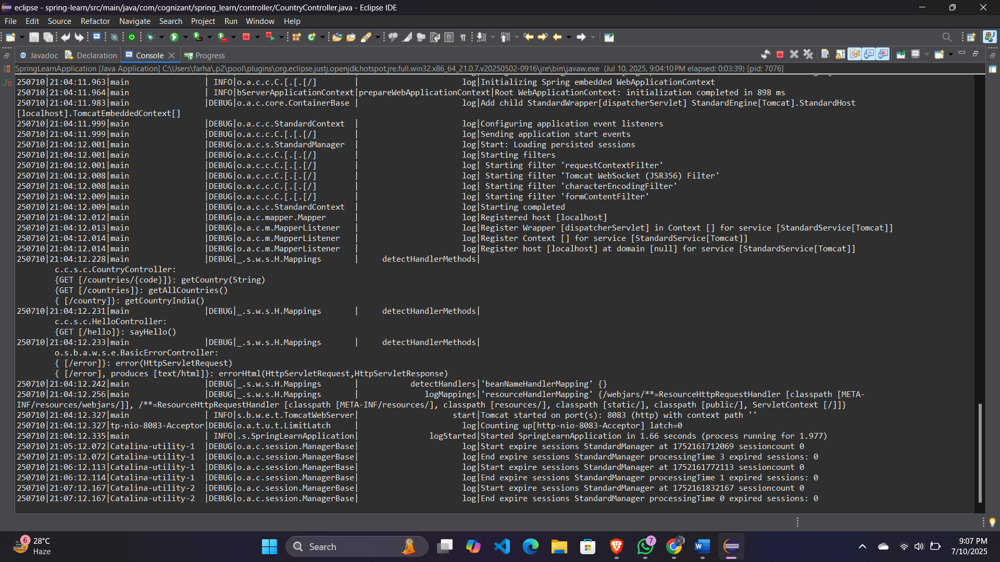 eclipse - spring-learn/src/main/java/com/cognizant/spring_learn/controller/CountryController.java - Eclipse IDE
File Edit Source Refactor Navigate Search Project Run Window Help
@ Javadoc Declaration Console Progress
SpringLearnApplication [Java Application] C:\Users\farha\.p2\pool\plugins\org.eclipse.justj.openjdk.hotspot.jre.full.win32.x86_64_21.0.7.v20250502-0916\jre\bin\javaw.exe (Jul 10, 2025, 9:04:10 PM elapsed: 0:03:39) [pid: 7076]
250710|21:04:11.963|main | INFO|o.a.c.c.C.[.[.[/] | log|Initializing Spring embedded WebApplicationContext
250710|21:04:11.964|main | INFO|bServerApplicationContext|prepareWebApplicationContext|Root WebApplicationContext: initialization completed in 898 ms
250710|21:04:11.983|main |DEBUG|o.a.c.core.ContainerBase | log|Add child StandardWrapper[dispatcherServlet] StandardEngine[Tomcat].StandardHost
[localhost].TomcatEmbeddedContext[]
250710|21:04:11.999|main |DEBUG|o.a.c.c.StandardContext | log|Configuring application event listeners
250710|21:04:11.999|main |DEBUG|o.a.c.c.C.[.[.[/] | log|Sending application start events
250710|21:04:12.001|main |DEBUG|o.a.c.s.StandardManager | log|Start: Loading persisted sessions
250710|21:04:12.001|main |DEBUG|o.a.c.c.C.[.[.[/] | log|Starting filters
250710|21:04:12.001|main |DEBUG|o.a.c.c.C.[.[.[/] | log| Starting filter 'requestContextFilter'
250710|21:04:12.008|main |DEBUG|o.a.c.c.C.[.[.[/] | log| Starting filter 'Tomcat WebSocket (JSR356) Filter'
250710|21:04:12.008|main |DEBUG|o.a.c.c.C.[.[.[/] | log| Starting filter 'characterEncodingFilter'
250710|21:04:12.009|main |DEBUG|o.a.c.c.C.[.[.[/] | log| Starting filter 'formContentFilter'
250710|21:04:12.009|main |DEBUG|o.a.c.c.StandardContext | log|Starting completed
250710|21:04:12.012|main |DEBUG|o.a.c.mapper.Mapper | log|Registered host [localhost]
250710|21:04:12.013|main |DEBUG|o.a.c.m.MapperListener | log|Register Wrapper [dispatcherServlet] in Context [] for service [StandardService[Tomcat]]
250710|21:04:12.014|main |DEBUG|o.a.c.m.MapperListener | log|Register Context [] for service [StandardService[Tomcat]]
250710|21:04:12.014|main |DEBUG|o.a.c.m.MapperListener | log|Register host [localhost] at domain [null] for service [StandardService[Tomcat]]
250710|21:04:12.228|main |DEBUG|_.s.w.s.H.Mappings | detectHandlerMethods|
c.c.s.c.CountryController:
{GET [/countries/{code}]}: getCountry(String)
{GET [/countries]}: getAllCountries()
{ [/country]}: getCountryIndia()
250710|21:04:12.231|main |DEBUG|_.s.w.s.H.Mappings | detectHandlerMethods|
c.c.s.c.HelloController:
{GET [/hello]}: sayHello()
250710|21:04:12.233|main |DEBUG|_.s.w.s.H.Mappings | detectHandlerMethods|
o.s.b.a.w.s.e.BasicErrorController:
{ [/error]}: error(HttpServletRequest)
{ [/error], produces [text/html]}: errorHtml(HttpServletRequest,HttpServletResponse)
250710|21:04:12.242|main |DEBUG|_.s.w.s.H.Mappings | detectHandlers|'beanNameHandlerMapping' {}
250710|21:04:12.256|main |DEBUG|_.s.w.s.H.Mappings | logMappings|'resourceHandlerMapping' {/webjars/**=ResourceHttpRequestHandler [classpath [META-
INF/resources/webjars/]], /**=ResourceHttpRequestHandler [classpath [META-INF/resources/], classpath [resources/], classpath [static/], classpath [public/], ServletContext [/]]}
250710|21:04:12.327|main | INFO|s.b.w.e.t.TomcatWebServer| start|Tomcat started on port(s): 8083 (http) with context path ''
250710|21:04:12.327|tp-nio-8083-Acceptor|DEBUG|o.a.t.u.t.LimitLatch | log|Counting up[http-nio-8083-Acceptor] latch=0
250710|21:04:12.335|main | INFO|.s.SpringLearnApplication| logStarted|Started SpringLearnApplication in 1.66 seconds (process running for 1.977)
250710|21:05:12.072|Catalina-utility-1 |DEBUG|o.a.c.session.ManagerBase| log|Start expire sessions StandardManager at 1752161712069 sessioncount 0
250710|21:05:12.072|Catalina-utility-1 |DEBUG|o.a.c.session.ManagerBase| log|End expire sessions StandardManager processingTime 3 expired sessions: 0
250710|21:06:12.113|Catalina-utility-1 |DEBUG|o.a.c.session.ManagerBase| log|Start expire sessions StandardManager at 1752161772113 sessioncount 0
250710|21:06:12.114|Catalina-utility-1 |DEBUG|o.a.c.session.ManagerBase| log|End expire sessions StandardManager processingTime 1 expired sessions: 0
250710|21:07:12.167|Catalina-utility-2 |DEBUG|o.a.c.session.ManagerBase| log|Start expire sessions StandardManager at 1752161832167 sessioncount 0
250710|21:07:12.167|Catalina-utility-2 |DEBUG|o.a.c.session.ManagerBase| log|End expire sessions StandardManager processingTime 0 expired sessions: 0
6 28°C
Haze
Search
7
9:07 PM
7/10/2025